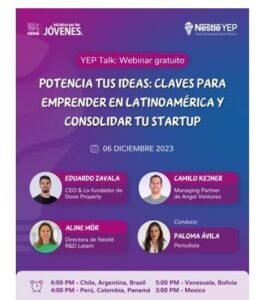 Iniciativa por los
JÓVENES.
Nestlé YEP
YEP Talk: Webinar gratuito
POTENCIA TUS IDEAS: CLAVES PARA
EMPRENDER EN LATINOAMÉRICA Y
CONSOLIDAR TU STARTUP
06 DICIEMBRE 2023
EDUARDO ZAVALA
CEO & co-fundador de
Done Properly
CAMILO KEJNER
Managing Partner
de Angel Ventures
ALINE MÓR
Directora de Nestlé
R&D Latam
Conduce:
PALOMA ÁVILA
Periodista
6:00 PM - Chile, Argentina, Brasil
5:00 PM - Venezuela, Bolivia
4:00 PM - Perú, Colombia, Panamá
3:00 PM - Mexico